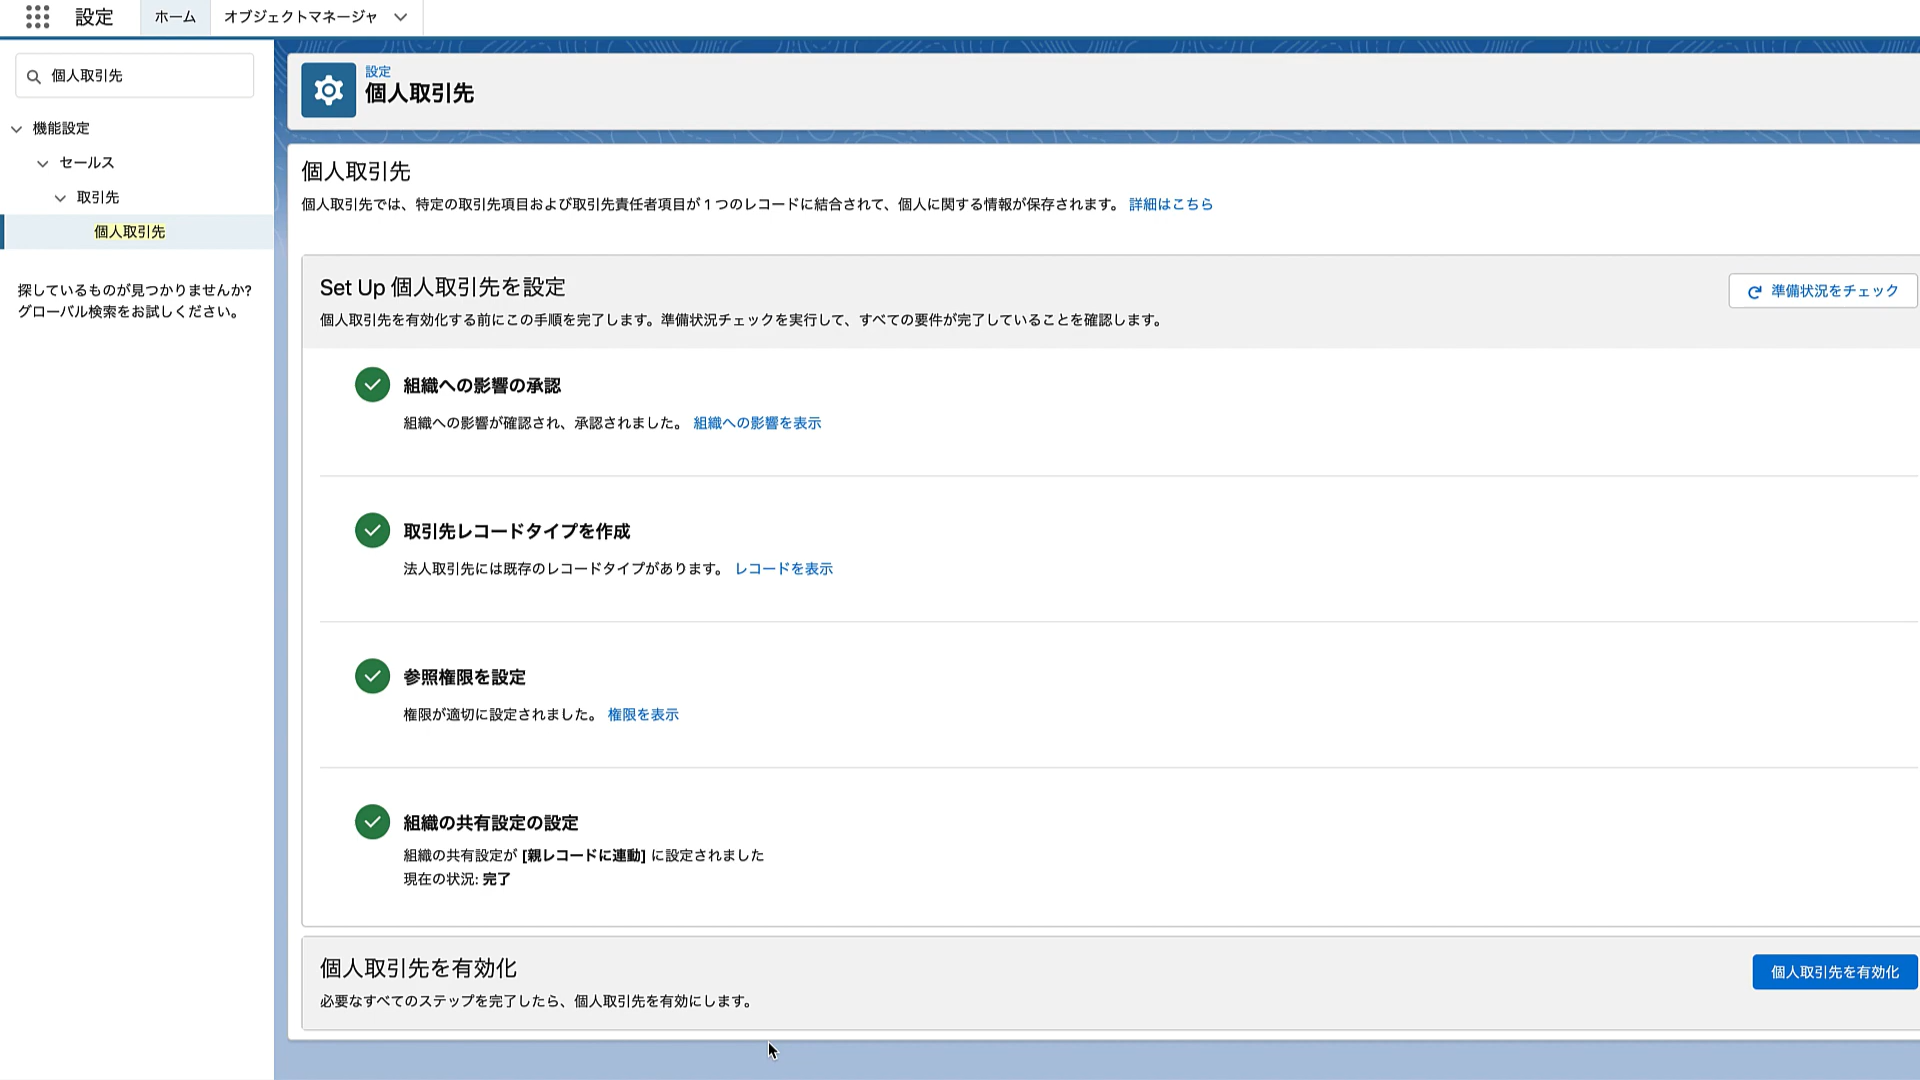 設定
ホーム
オブジェクトマネージャ
個人取引先
機能設定
セールス
取引先
個人取引先
探しているものが見つかりませんか?
グローバル検索をお試しください。
設定
個人取引先
個人取引先
個人取引先では、特定の取引先項目および取引先責任者項目が 1 つのレコードに結合されて、個人に関する情報が保存されます。 詳細はこちら
Set Up 個人取引先を設定
個人取引先を有効化する前にこの手順を完了します。準備状況チェックを実行して、すべての要件が完了していることを確認します。
準備状況をチェック
組織への影響の承認
組織への影響が確認され、承認されました。 組織への影響を表示
取引先レコードタイプを作成
法人取引先には既存のレコードタイプがあります。 レコードを表示
参照権限を設定
権限が適切に設定されました。 権限を表示
組織の共有設定の設定
組織の共有設定が [親レコードに連動] に設定されました
現在の状況: 完了
個人取引先を有効化
必要なすべてのステップを完了したら、個人取引先を有効にします。
個人取引先を有効化